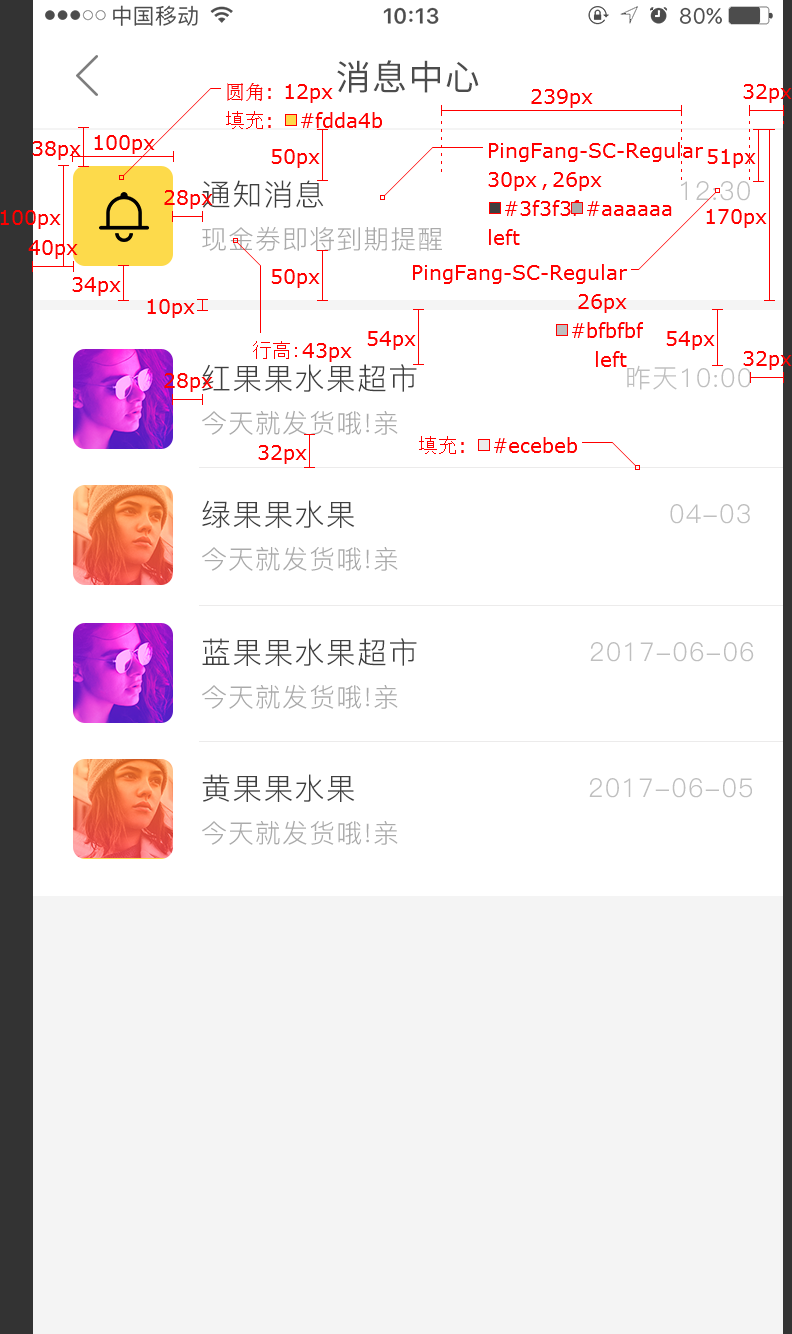 中国移动 10:13 80%
消息中心
圆角: 12px
填充: #fdda4b
239px
32px
38px
100px
50px
PingFang-SC-Regular
51px
30px , 26px
#3f3f3f #aaaaaa
left
28px
通知消息
12:30
100px
170px
现金券即将到期提醒
40px
34px
50px
PingFang-SC-Regular
26px
#bfbfbf
left
10px
行高:43px
54px
54px
32px
28px
红果果水果超市
昨天10:00
今天就发货哦!亲
32px
填充: #ecebeb
绿果果水果
04-03
今天就发货哦!亲
蓝果果水果超市
2017-06-06
今天就发货哦!亲
黄果果水果
2017-06-05
今天就发货哦!亲